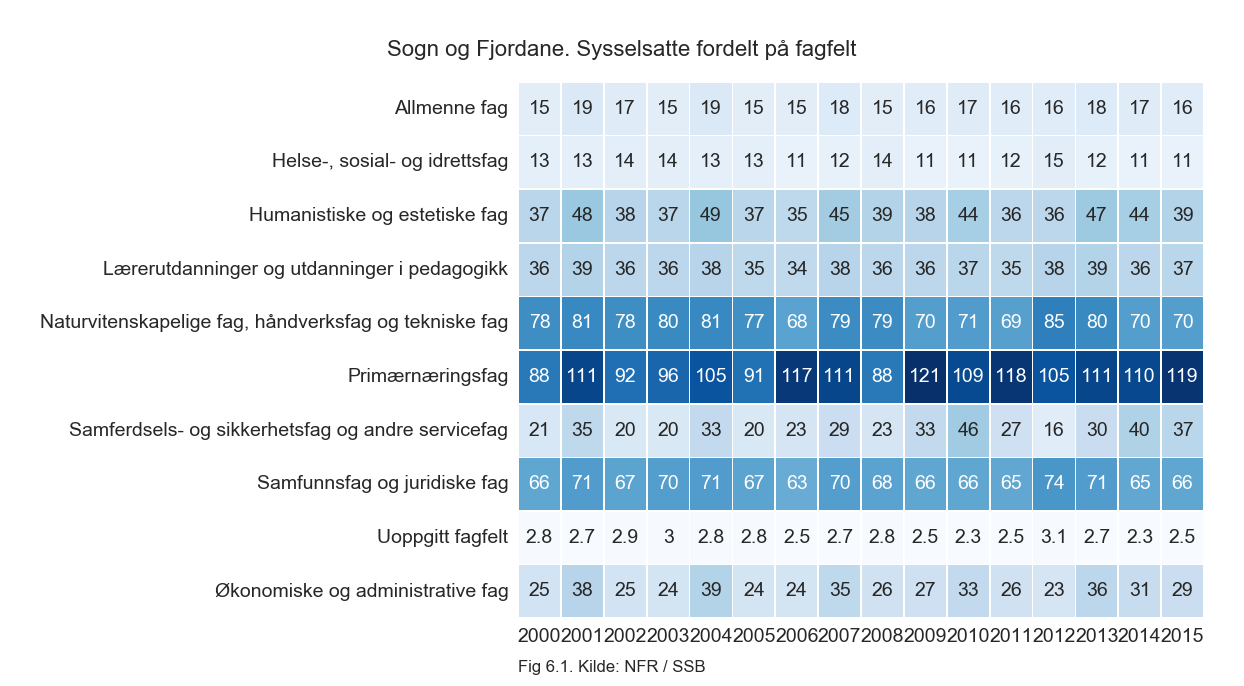 Sogn og Fjordane. Sysselsatte fordelt på fagfelt
Allmenne fag 15 19 17 15 19 15 15 18 15 16 17 16 16 18 17 16
Helse-, sosial- og idrettsfag 13 13 14 14 13 13 11 12 14 11 11 12 15 12 11 11
Humanistiske og estetiske fag 37 48 38 37 49 37 35 45 39 38 44 36 36 47 44 39
Lærerutdanninger og utdanninger i pedagogikk 36 39 36 36 38 35 34 38 36 36 37 35 38 39 36 37
Naturvitenskapelige fag, håndverksfag og tekniske fag 78 81 78 80 81 77 68 79 79 70 71 69 85 80 70 70
Primærnæringsfag 88 111 92 96 105 91 117 111 88 121 109 118 105 111 110 119
Samferdsels- og sikkerhetsfag og andre servicefag 21 35 20 20 33 20 23 29 23 33 46 27 16 30 40 37
Samfunnsfag og juridiske fag 66 71 67 70 71 67 63 70 68 66 66 65 74 71 65 66
Uoppgitt fagfelt 2.8 2.7 2.9 3 2.8 2.8 2.5 2.7 2.8 2.5 2.3 2.5 3.1 2.7 2.3 2.5
Økonomiske og administrative fag 25 38 25 24 39 24 24 35 26 27 33 26 23 36 31 29
2000 2001 2002 2003 2004 2005 2006 2007 2008 2009 2010 2011 2012 2013 2014 2015
Fig 6.1. Kilde: NFR / SSB